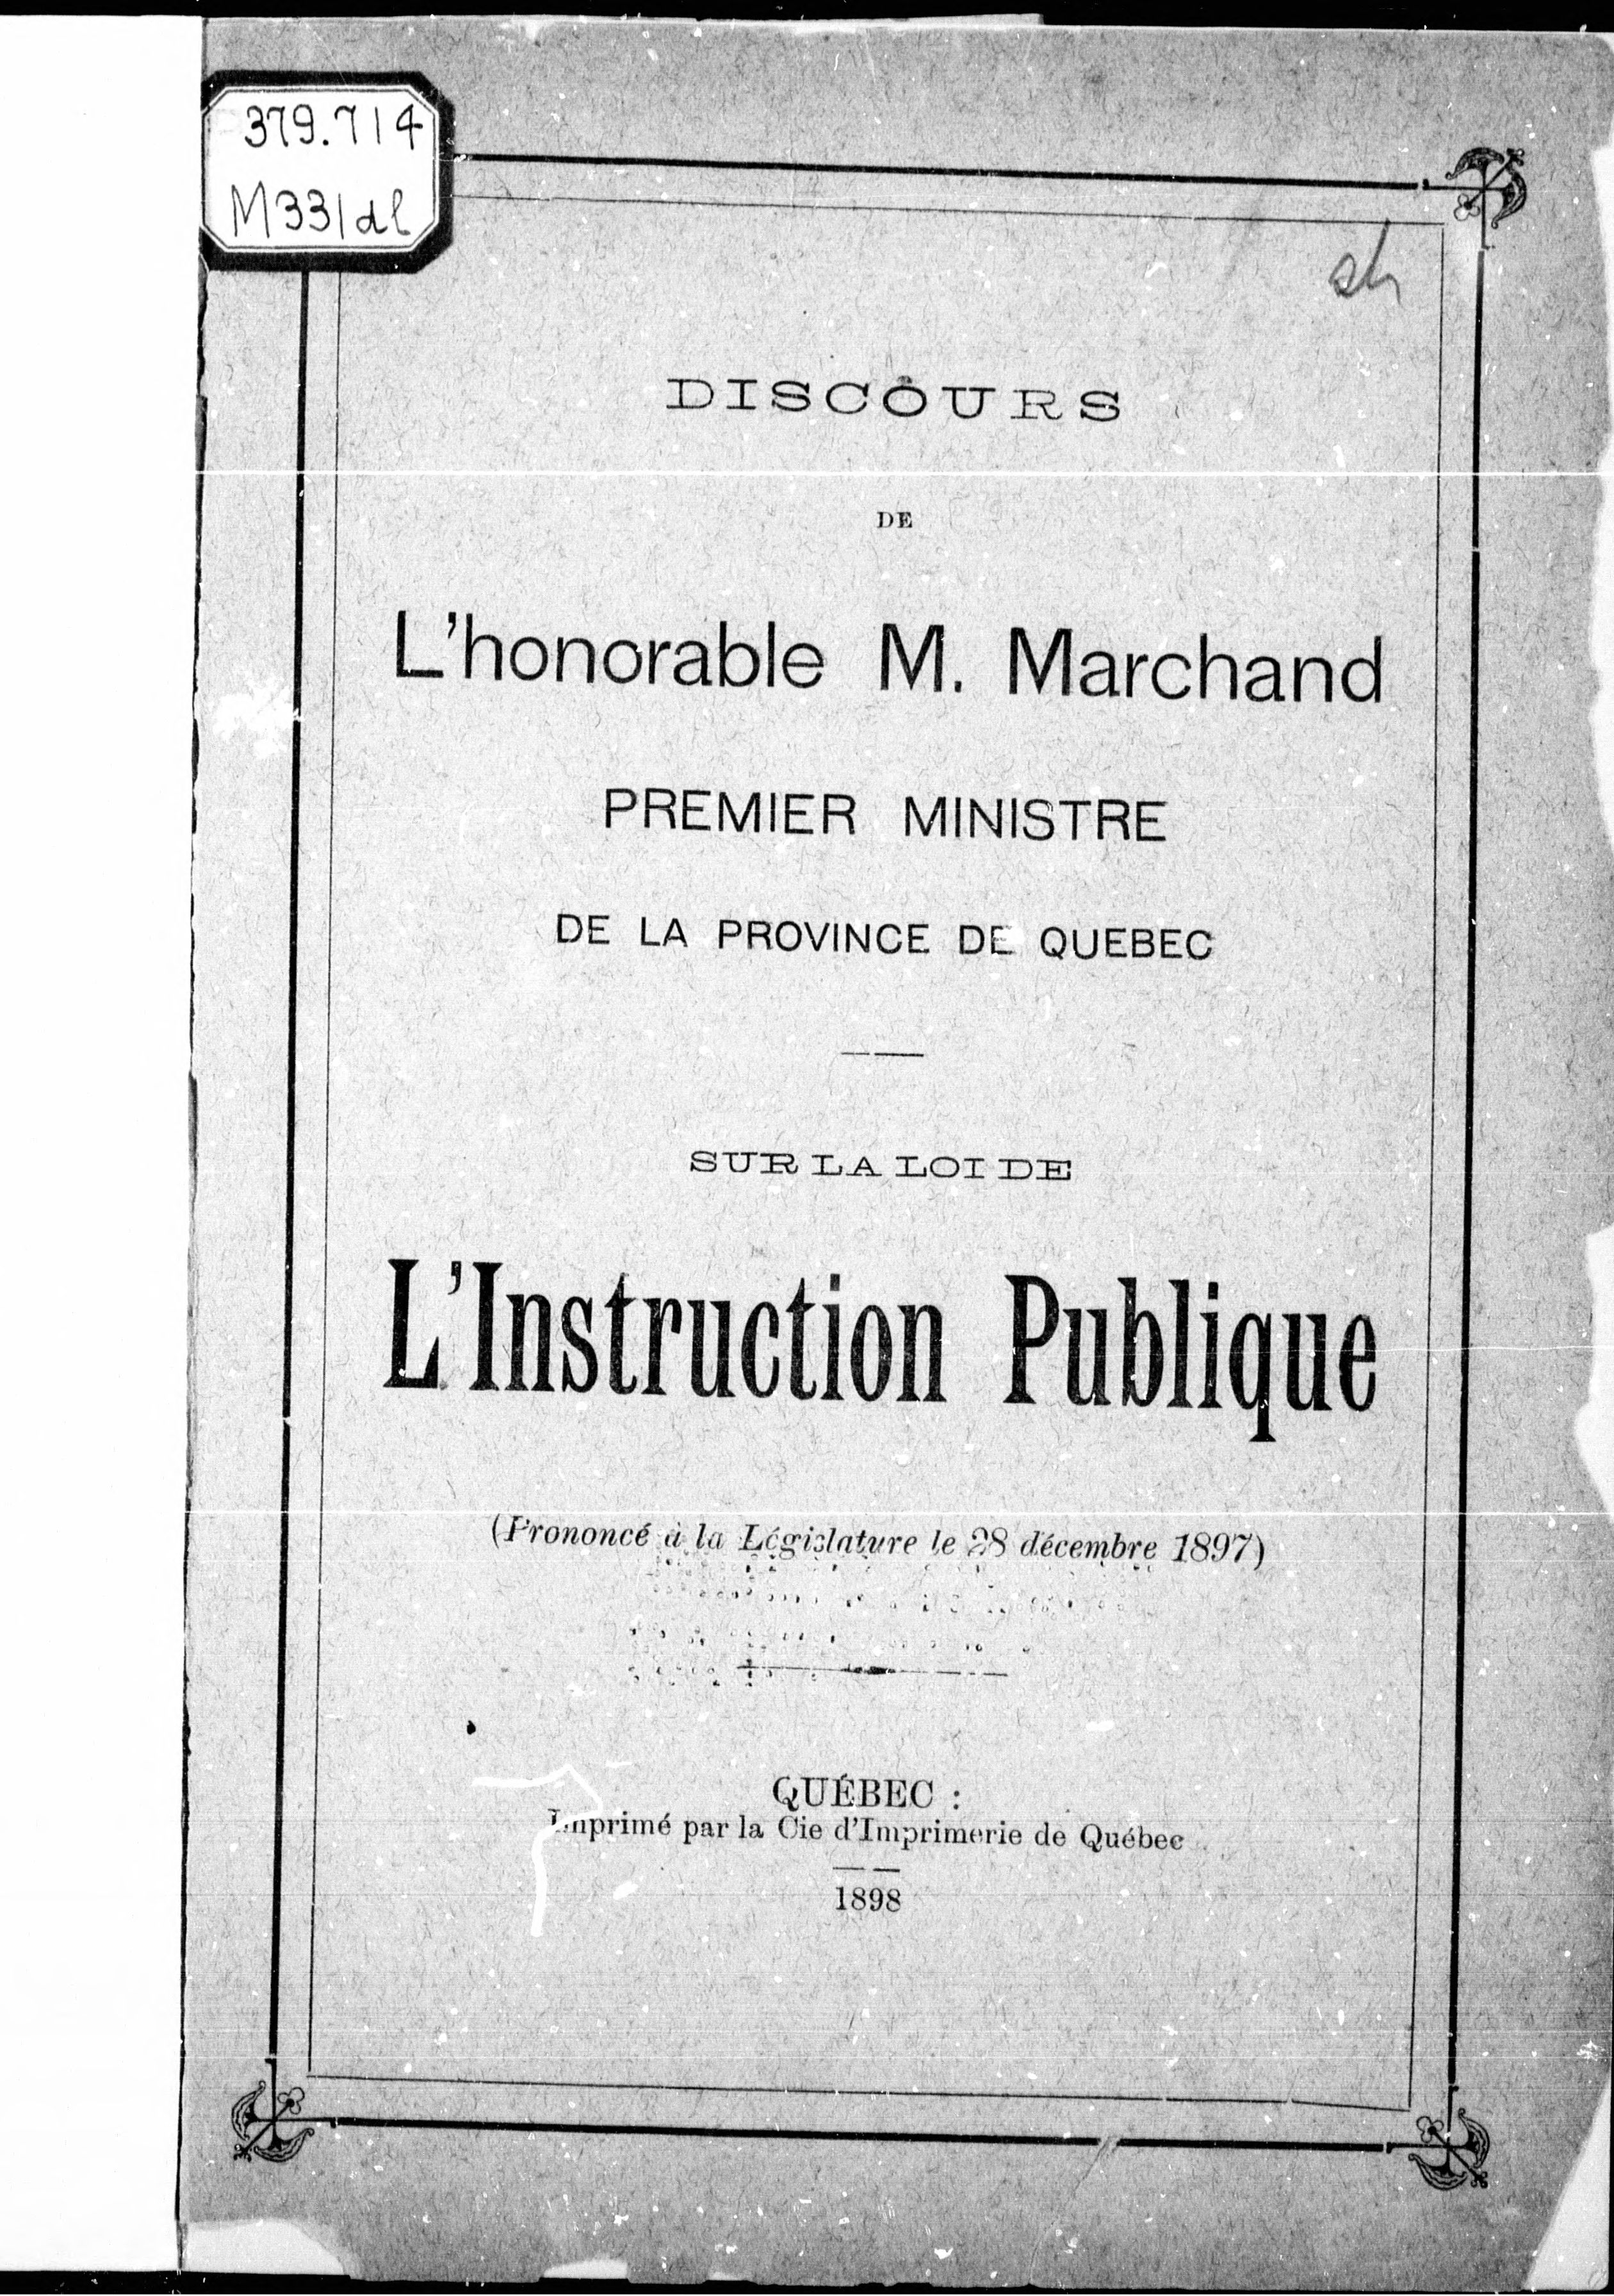 379.714
M331dl
DISCOURS
DE
L'honorable M. Marchand
PREMIER MINISTRE
DE LA PROVINCE DE QUEBEC
SUR LA LOI DE
L'Instruction Publique
(Prononcé à la Législature le 28 décembre 1897)
QUÉBEC :
Imprimé par la Cie d'Imprimerie de Québec
1898